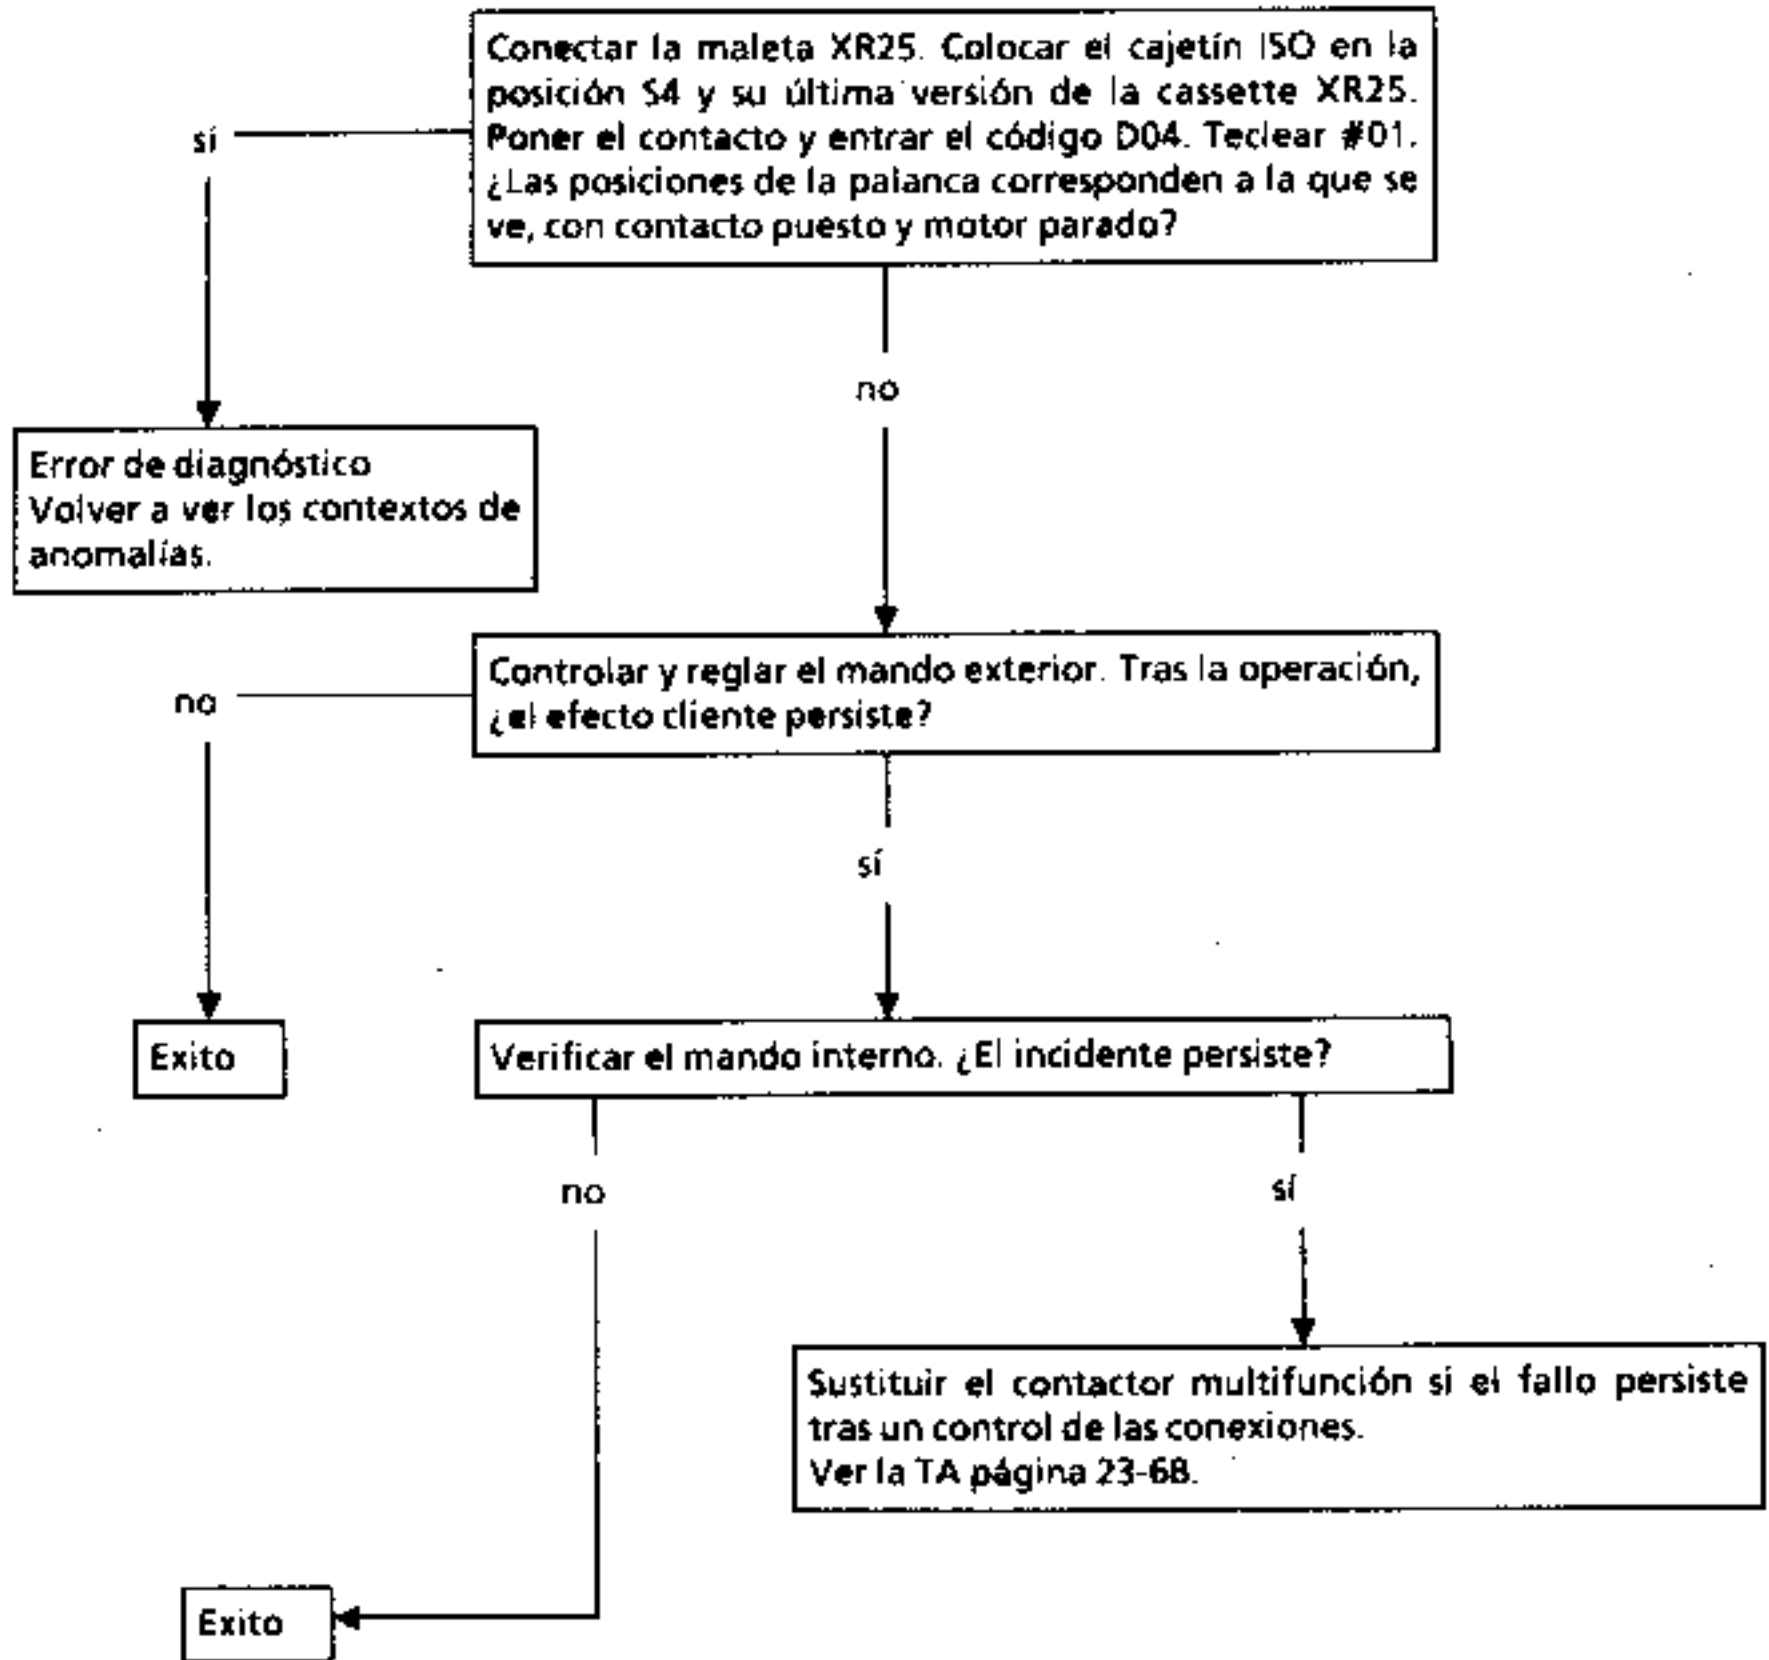 Conectar la maleta XR25. Colocar el cajetín ISO en la
posición S4 y su última versión de la cassette XR25.
Poner el contacto y entrar el código D04. Teclear #01.
¿Las posiciones de la palanca corresponden a la que se
ve, con contacto puesto y motor parado?
sí
no
Error de diagnóstico
Volver a ver los contextos de
anomalías.
Controlar y reglar el mando exterior. Tras la operación,
¿el efecto cliente persiste?
no
sí
Exito
Verificar el mando interno. ¿El incidente persiste?
no
sí
Sustituir el contactor multifunción si el fallo persiste
tras un control de las conexiones.
Ver la TA página 23-68.
Exito